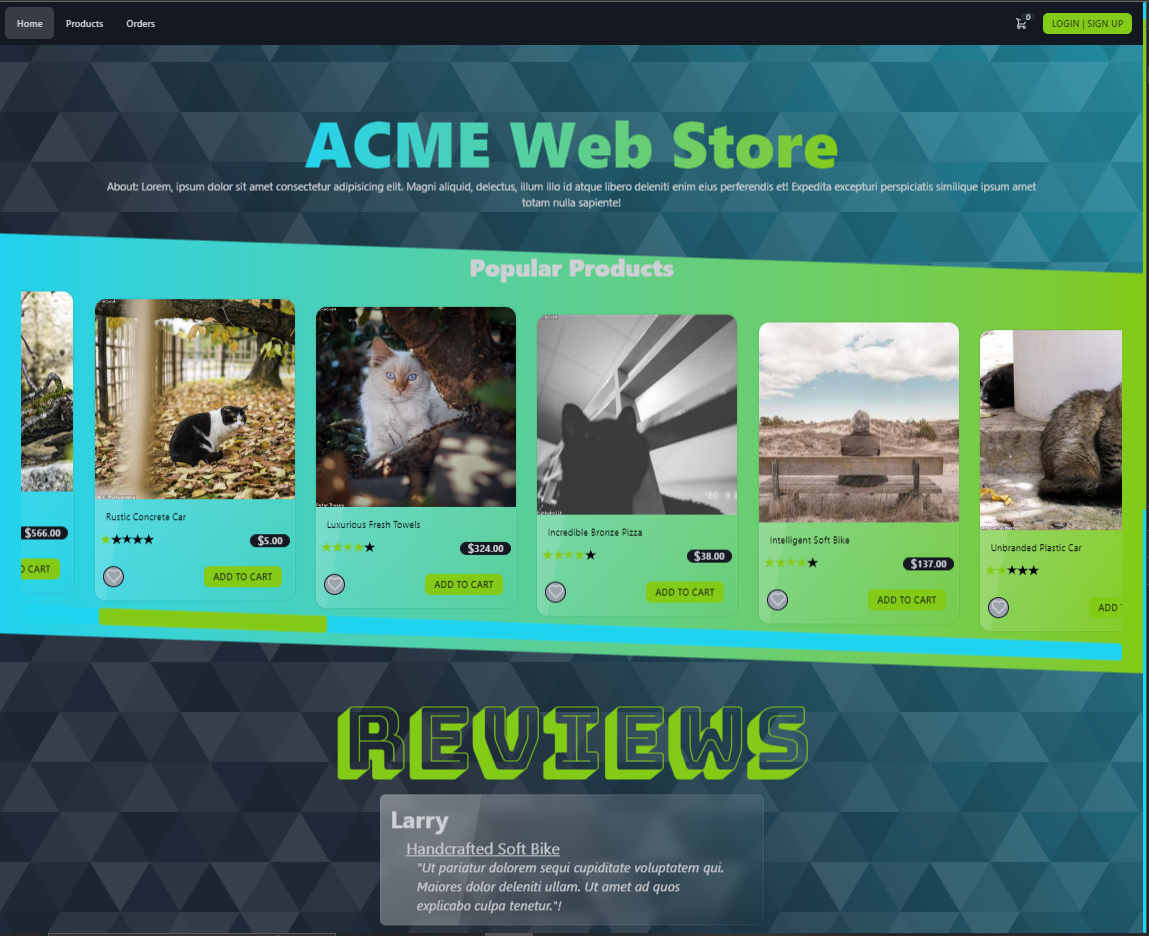 Home Products Orders 0 LOGIN | SIGN UP
ACME Web Store
About: Lorem, ipsum dolor sit amet consectetur adipisicing elit. Magni aliquid, delectus, illum illo id atque libero deleniti enim eius perferendis et! Expedita excepturi perspiciatis similique ipsum amet
totam nulla sapiente!
Popular Products
$566.00
CART
Rustic Concrete Car
$5.00
ADD TO CART
Luxurious Fresh Towels
$324.00
ADD TO CART
Incredible Bronze Pizza
$38.00
ADD TO CART
Intelligent Soft Bike
$137.00
ADD TO CART
Unbranded Plastic Car
ADD
REVIEWS
Larry
Handcrafted Soft Bike
"Ut pariatur dolorem sequi cupiditate voluptatem qui.
Maiores dolor deleniti ullam. Ut amet ad quos
explicabo culpa tenetur."!